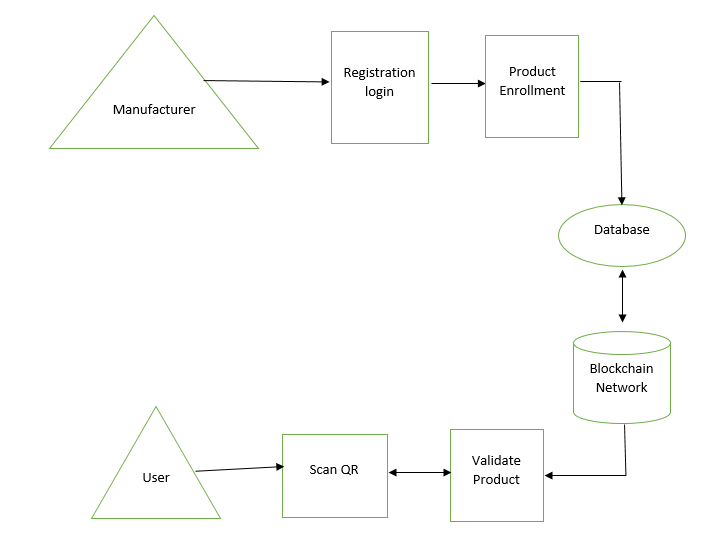 Manufacturer
Registration
login
Product
Enrollment
Database
Blockchain
Network
User
Scan QR
Validate
Product